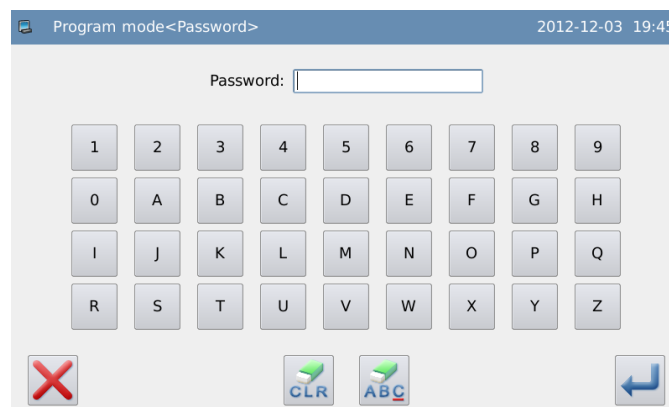 Program mode<Password> 2012-12-03 19:45
Password:
1 2 3 4 5 6 7 8 9
0 A B C D E F G H
I J K L M N O P Q
R S T U V W X Y Z
CLR ABC